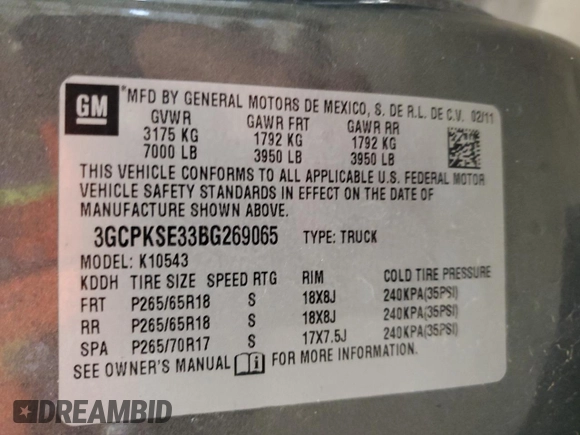 GM
*MFD BY GENERAL MOTORS DE MEXICO, S. DE R.L. DE C.V. 02/11
GVWR GAWR FRT GAWR RR
3175 KG 1792 KG 1792 KG
7000 LB 3950 LB 3950 LB
THIS VEHICLE CONFORMS TO ALL APPLICABLE U.S. FEDERAL MOTOR
VEHICLE SAFETY STANDARDS IN EFFECT ON THE DATE OF
MANUFACTURE SHOWN ABOVE.
3GCPKSE33BG269065 TYPE: TRUCK
MODEL: K10543
KDDH TIRE SIZE SPEED RTG RIM COLD TIRE PRESSURE
FRT P265/65R18 S 18X8J 240KPA(35PSI)
RR P265/65R18 S 18X8J 240KPA(35PSI)
SPA P265/70R17 S 17X7.5J 240KPA(35PSI)
SEE OWNER'S MANUAL FOR MORE INFORMATION.
DREAMBID